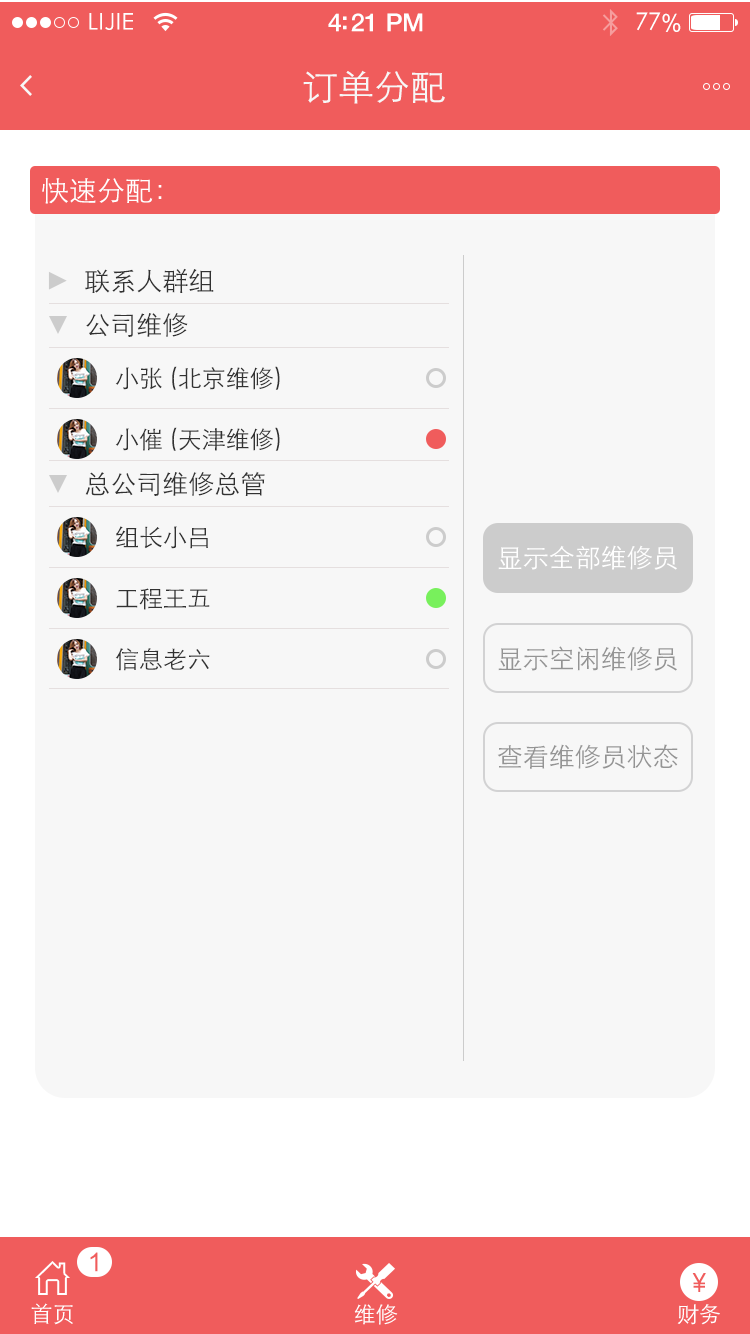 LIJIE 4:21 PM 77%
订单分配
快速分配：
联系人群组
公司维修
小张 (北京维修)
小催 (天津维修)
总公司维修总管
组长小吕
工程王五
信息老六
显示全部维修员
显示空闲维修员
查看维修员状态
1
首页 维修 ¥ 财务